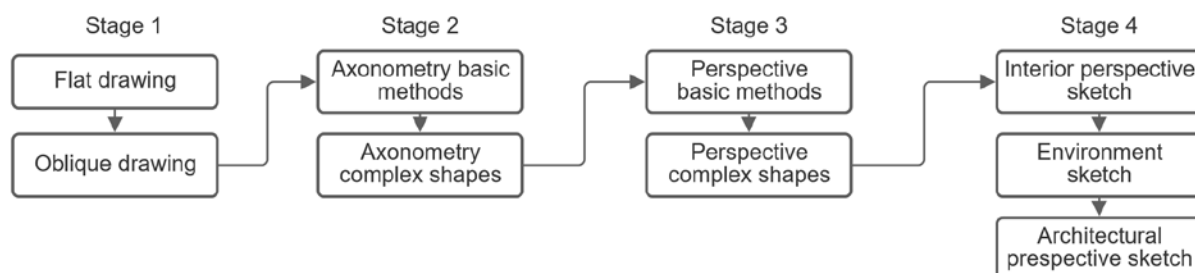 Stage 1
Flat drawing
Oblique drawing
Stage 2
Axonometry basic
methods
Axonometry
complex shapes
Stage 3
Perspective
basic methods
Perspective
complex shapes
Stage 4
Interior perspective
sketch
Environment
sketch
Architectural
prespective sketch